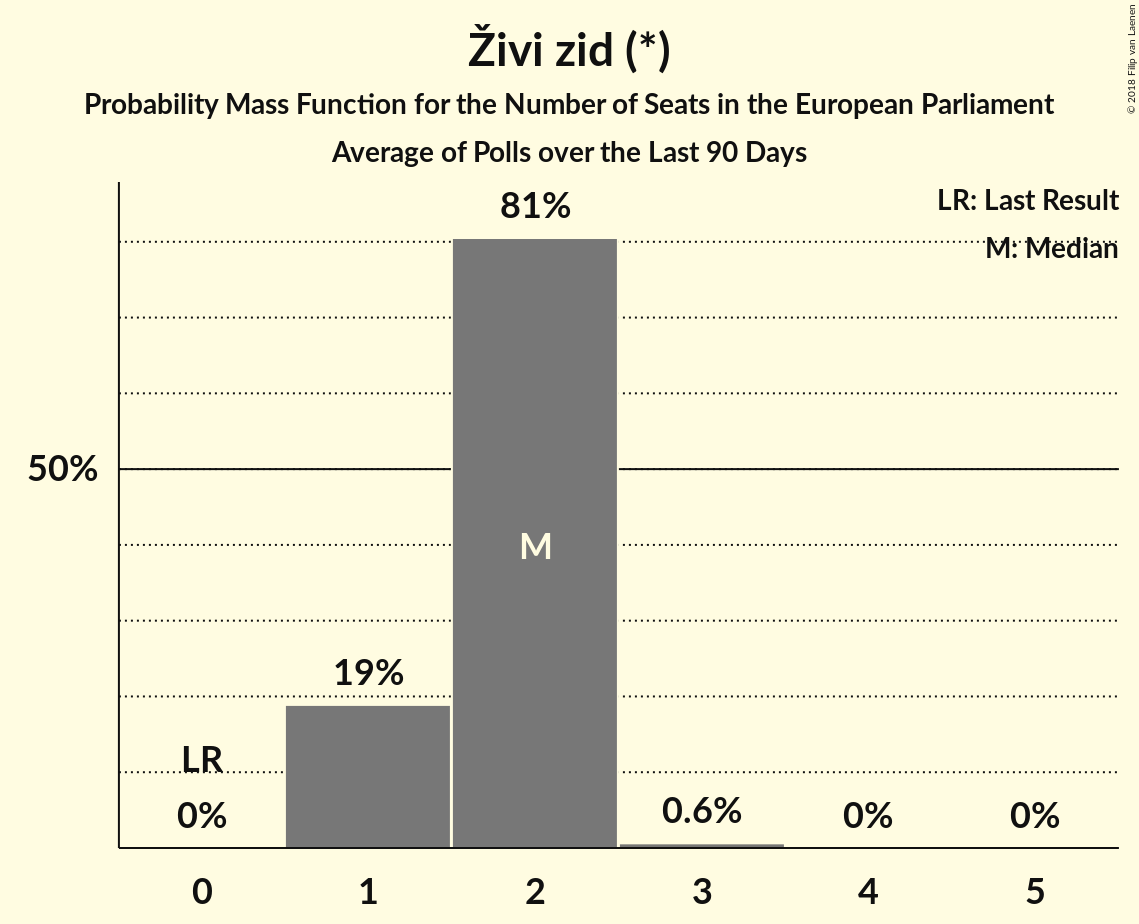 Živi zid (*)
Probability Mass Function for the Number of Seats in the European Parliament
Average of Polls over the Last 90 Days
© 2018 Filip van Laenen
LR: Last Result
M: Median
81%
50%
M
19%
LR
0%
0.6%
0%
0%
0 1 2 3 4 5